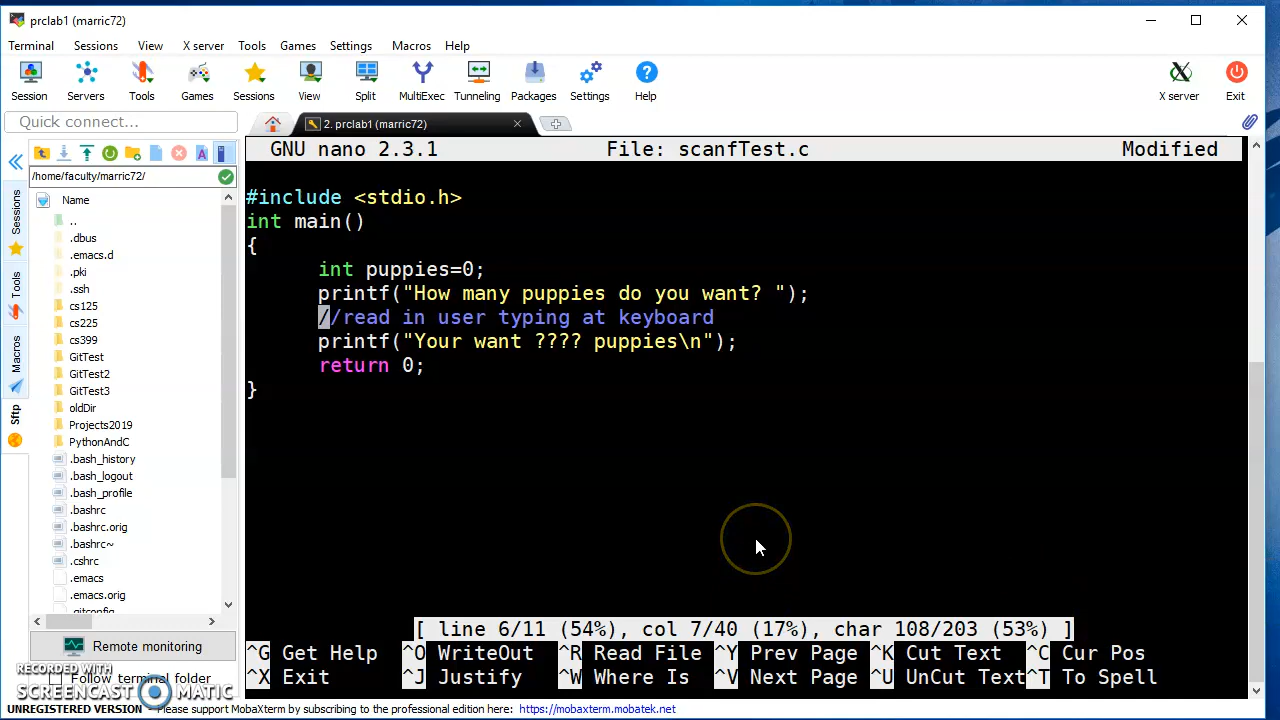 prclab1 (marric72)
Terminal Sessions View X server Tools Games Settings Macros Help
Session Servers Tools Games Sessions View Split MultiExec Tunneling Packages Settings Help X server Exit
Quick connect...
2. prclab1 (marric72)
/home/faculty/marric72/
Name
..
.dbus
.emacs.d
.pki
.ssh
cs125
cs225
cs399
GitTest
GitTest2
GitTest3
oldDir
Projects2019
PythonAndC
.bash_history
.bash_logout
.bash_profile
.bashrc
.bashrc.orig
.bashrc~
.cshrc
.emacs
.emacs.orig
.gitconfig
Sessions
Tools
Macros
Sftp
Remote monitoring
Follow terminal folder
GNU nano 2.3.1 File: scanfTest.c Modified
#include <stdio.h>
int main()
{
int puppies=0;
printf("How many puppies do you want? ");
//read in user typing at keyboard
printf("Your want ???? puppies\n");
return 0;
}
[ line 6/11 (54%), col 7/40 (17%), char 108/203 (53%) ]
^G Get Help ^O WriteOut ^R Read File ^Y Prev Page ^K Cut Text ^C Cur Pos
^X Exit ^J Justify ^W Where Is ^V Next Page ^U UnCut Text ^T To Spell
RECORDED WITH
SCREENCAST MATIC
UNREGISTERED VERSION - Please support MobaXterm by subscribing to the professional edition here: https://mobaxterm.mobatek.net